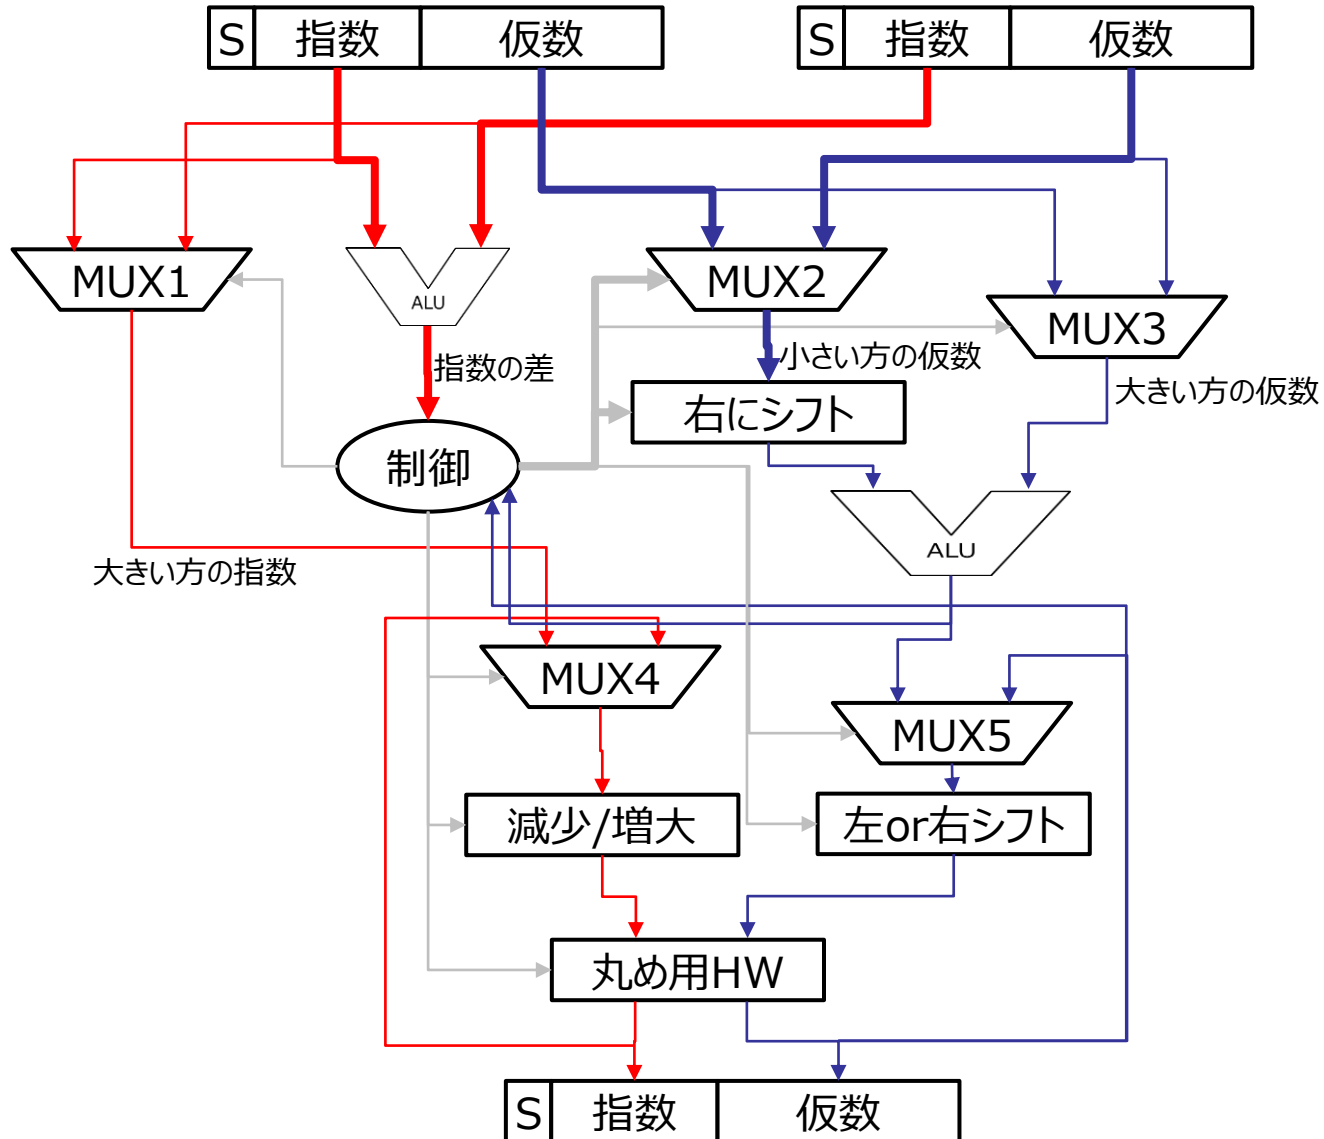 S 指数 仮数 S 指数 仮数
MUX1
ALU
MUX2
MUX3
指数の差
小さい方の仮数
大きい方の仮数
右にシフト
制御
ALU
大きい方の指数
MUX4
MUX5
減少/増大
左or右シフト
丸め用HW
S 指数 仮数